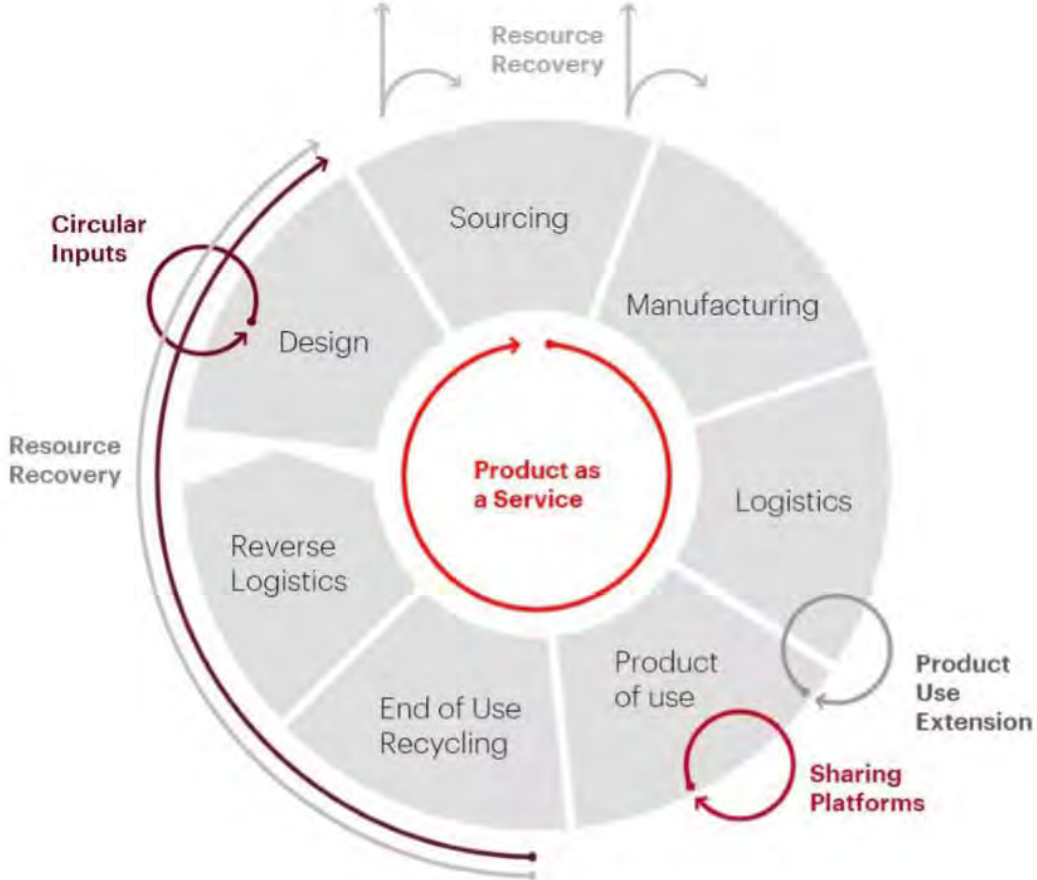 Resource
Recovery
Sourcing
Circular
Inputs
Manufacturing
Design
Resource
Recovery
Product as
a Service
Logistics
Reverse
Logistics
Product
of use
Product
Use
Extension
End of Use
Recycling
Sharing
Platforms